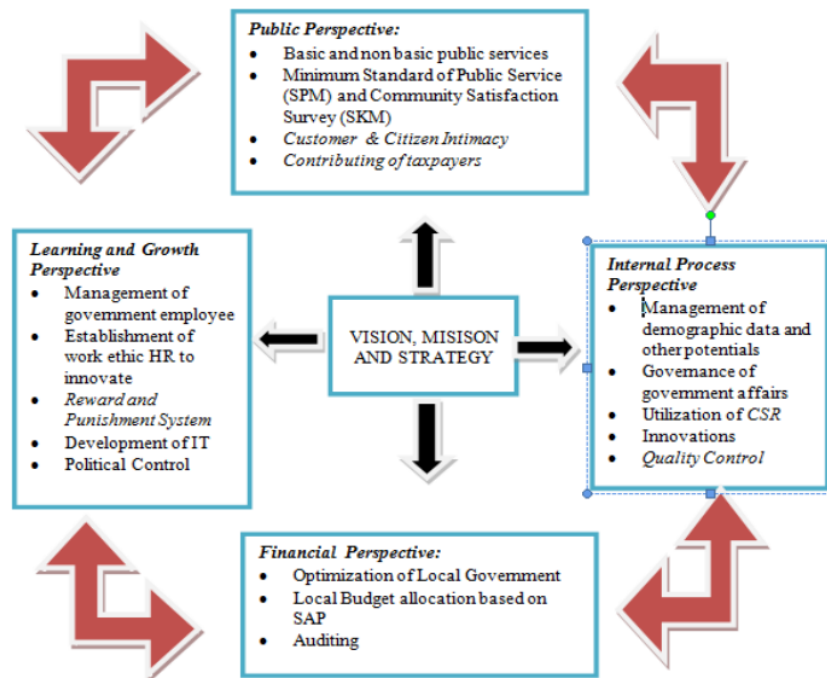 Public Perspective:
• Basic and non basic public services
• Minimum Standard of Public Service
(SPM) and Community Satisfaction
Survey (SKM)
• Customer & Citizen Intimacy
• Contributing of taxpayers
Learning and Growth
Perspective
• Management of
government employee
• Establishment of
work ethic HR to
innovate
• Reward and
Punishment System
• Development of IT
• Political Control
VISION, MISISON
AND STRATEGY
Internal Process
Perspective
• Management of
demographic data and
other potentials
• Governance of
government affairs
• Utilization of CSR
• Innovations
• Quality Control
Financial Perspective:
• Optimization of Local Government
• Local Budget allocation based on
SAP
• Auditing